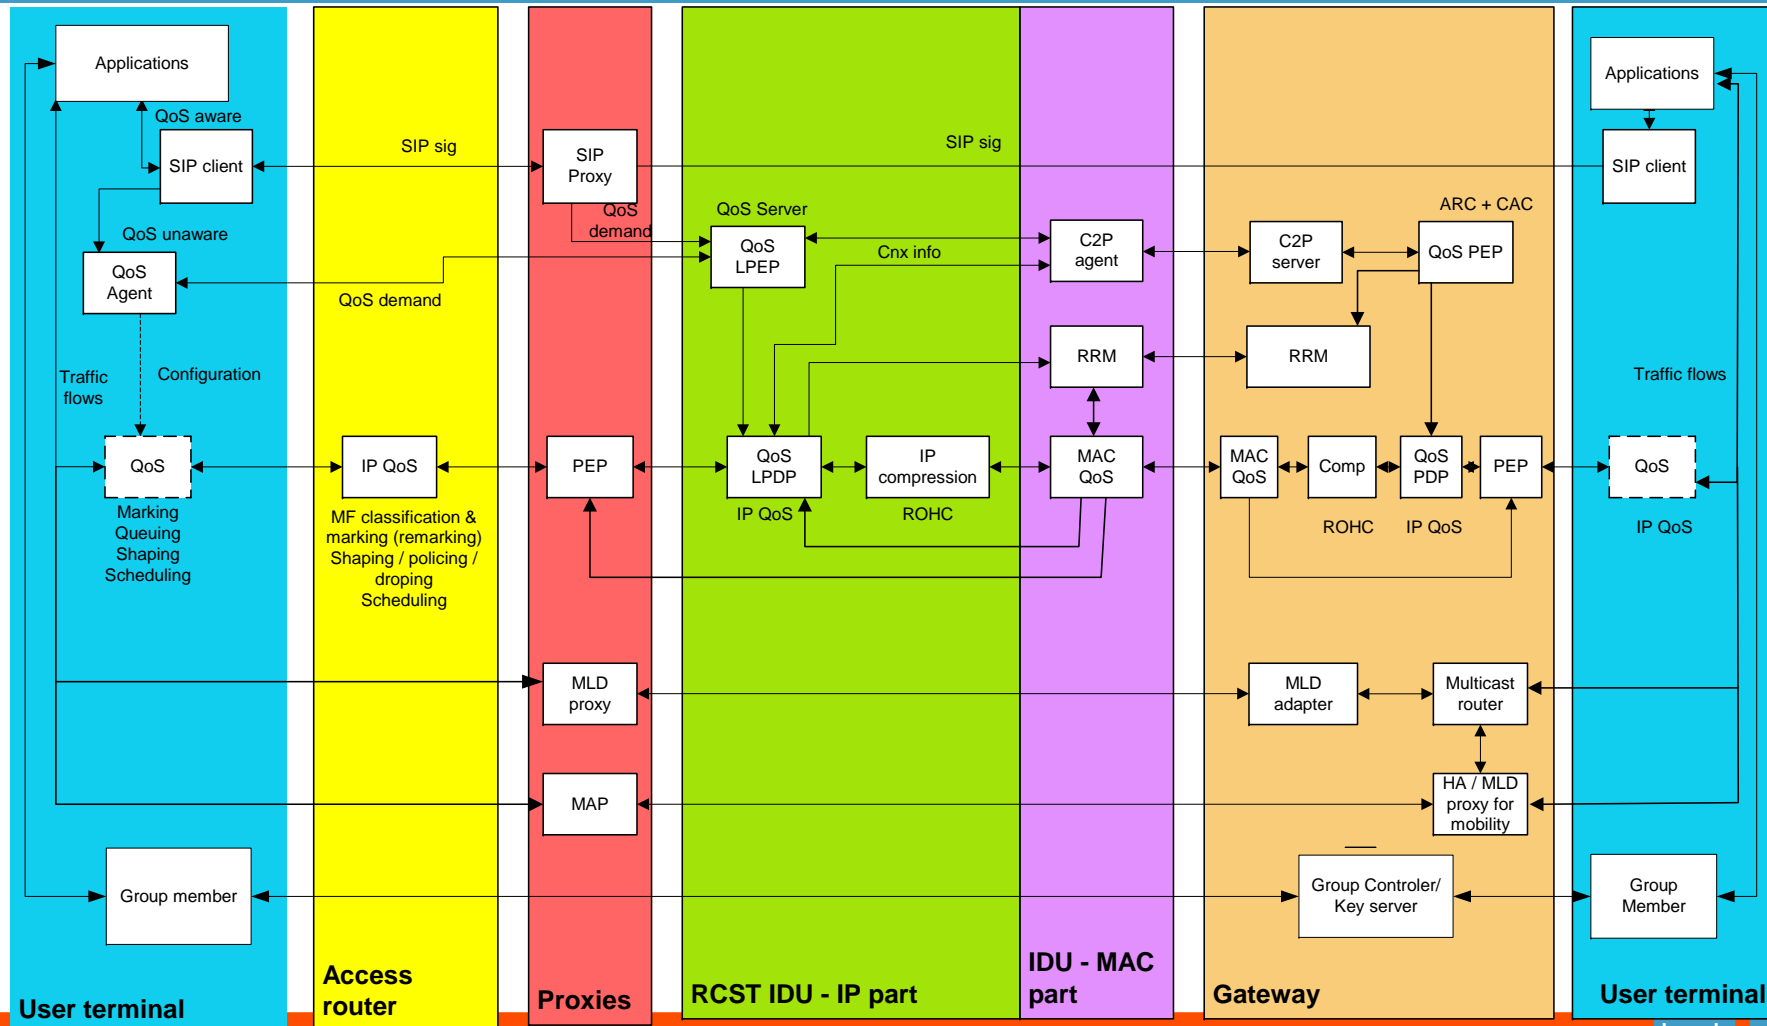 Applications
QoS aware
SIP client
QoS unaware
QoS
Agent
Traffic
flows
Configuration
QoS
Marking
Queuing
Shaping
Scheduling
Group member
User terminal
SIP sig
QoS demand
IP QoS
MF classification &
marking (remarking)
Shaping / policing /
droping
Scheduling
Access
router
SIP
Proxy
QoS
demand
PEP
MLD
proxy
MAP
Proxies
SIP sig
QoS Server
QoS
LPEP
Cnx info
QoS
LPDP
IP QoS
IP
compression
ROHC
RCST IDU - IP part
C2P
agent
RRM
MAC
QoS
IDU - MAC
part
ARC + CAC
C2P
server
QoS PEP
RRM
MAC
QoS
Comp
QoS
PDP
PEP
ROHC
IP QoS
MLD
adapter
Multicast
router
HA / MLD
proxy for
mobility
Group Controler/
Key server
Gateway
Applications
SIP client
Traffic flows
QoS
IP QoS
Group
Member
User terminal